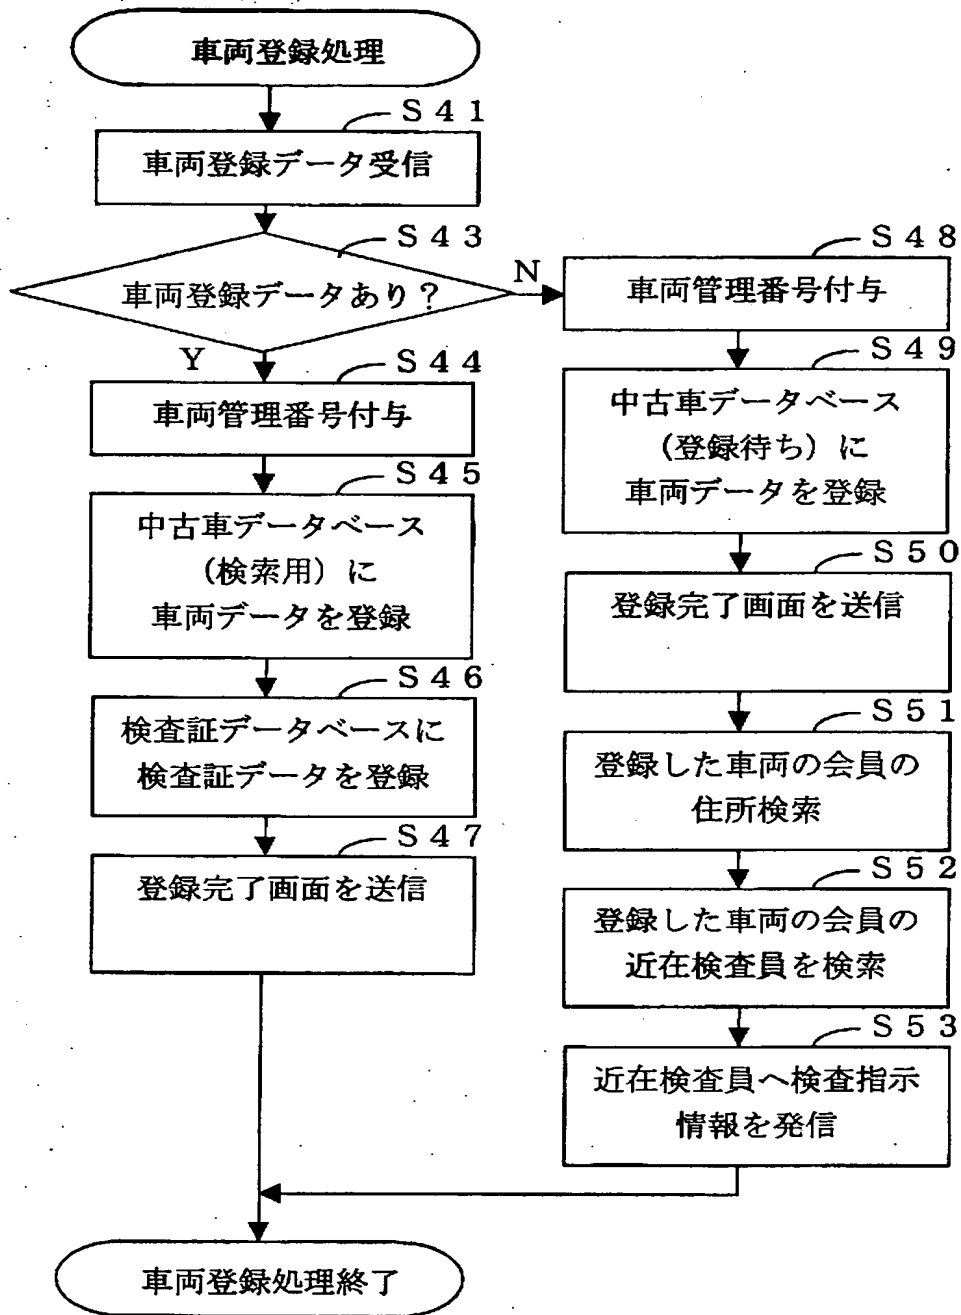 車両登録処理
S41
車両登録データ受信
S43
車両登録データあり？
N
Y
S44
車両管理番号付与
S45
中古車データベース
（検索用）に
車両データを登録
S46
検査証データベースに
検査証データを登録
S47
登録完了画面を送信
S48
車両管理番号付与
S49
中古車データベース
（登録待ち）に
車両データを登録
S50
登録完了画面を送信
S51
登録した車両の会員の
住所検索
S52
登録した車両の会員の
近在検査員を検索
S53
近在検査員へ検査指示
情報を発信
車両登録処理終了